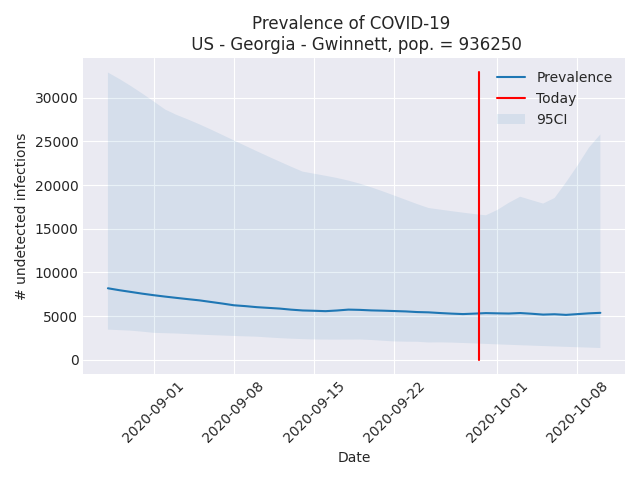 Prevalence of COVID-19
US - Georgia - Gwinnett, pop. = 936250
Prevalence
Today
95CI
# undetected infections
30000
25000
20000
15000
10000
5000
0
2020-09-01
2020-09-08
2020-09-15
2020-09-22
2020-10-01
2020-10-08
Date